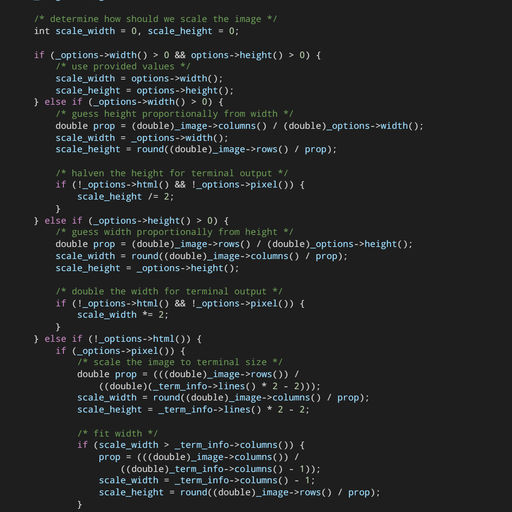 /* determine how should we scale the image */
int scale_width = 0, scale_height = 0;
if (_options->width() > 0 && options->height() > 0) {
/* use provided values */
scale_width = options->width();
scale_height = options->height();
} else if (_options->width() > 0) {
/* guess height proportionally from width */
double prop = (double)_image->columns() / (double)_options->width();
scale_width = _options->width();
scale_height = round((double)_image->rows() / prop);
/* halven the height for terminal output */
if (!_options->html() && !_options->pixel()) {
scale_height /= 2;
}
} else if (_options->height() > 0) {
/* guess width proportionally from height */
double prop = (double)_image->rows() / (double)_options->height();
scale_width = round((double)_image->columns() / prop);
scale_height = _options->height();
/* double the width for terminal output */
if (!_options->html() && !_options->pixel()) {
scale_width *= 2;
}
} else if (!_options->html()) {
if (_options->pixel()) {
/* scale the image to terminal size */
double prop = (((double)_image->rows()) /
((double)(_term_info->lines() * 2 - 2)));
scale_width = round((double)_image->columns() / prop);
scale_height = _term_info->lines() * 2 - 2;
/* fit width */
if (scale_width > _term_info->columns()) {
prop = (((double)_image->columns()) /
((double)_term_info->columns() - 1));
scale_width = _term_info->columns() - 1;
scale_height = round((double)_image->rows() / prop);
}